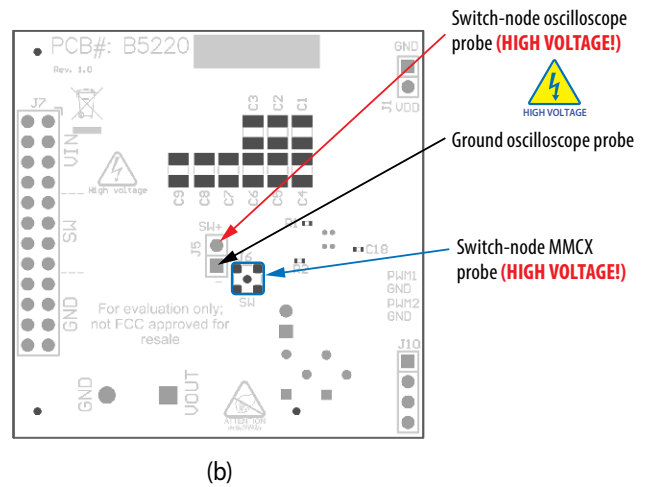 Switch-node oscilloscope
probe (HIGH VOLTAGE!)
HIGH VOLTAGE
Ground oscilloscope probe
Switch-node MMCX
probe (HIGH VOLTAGE!)
PCB#: B5220
Rev. 1.0
GND
J1 VDD
J7
VIN
SW
GND
High voltage
C3 C2 C1
C9 C8 C7 C6 C5 C4
SW+
J5
J6
-
SW
R1
C18
R2
PWM1
GND
PWM2
GND
J10
For evaluation only;
not FCC approved for
resale
GND
VOUT
ATTENTION
(b)